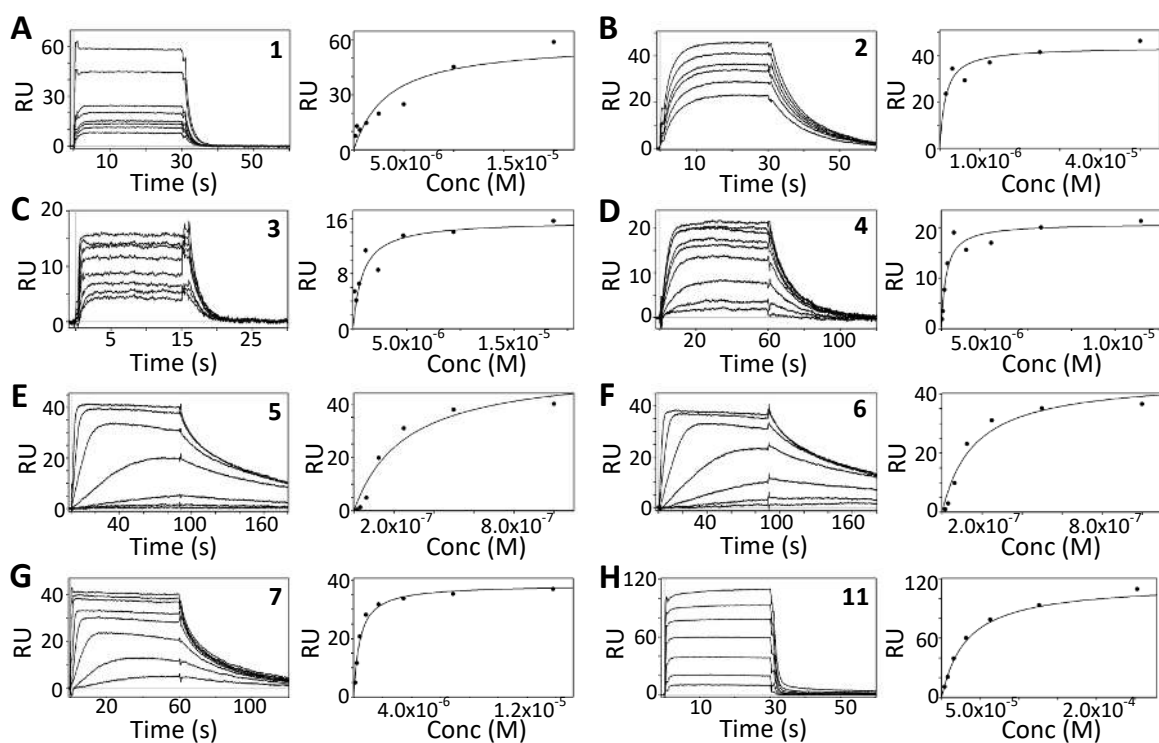 A
1
RU
60
30
0
10
30
50
Time (s)
RU
60
30
0
5.0x10⁻⁶
1.5x10⁻⁵
Conc (M)
B
2
RU
40
20
0
10
30
50
Time (s)
RU
60
40
20
0
1.0x10⁻⁶
4.0x10⁻⁵
Conc (M)
C
3
RU
20
10
0
5
15
25
Time (s)
RU
16
8
0
5.0x10⁻⁶
1.5x10⁻⁵
Conc (M)
D
4
RU
20
10
0
20
60
100
Time (s)
RU
20
10
0
5.0x10⁻⁶
1.0x10⁻⁵
Conc (M)
E
5
RU
40
20
0
40
100
160
Time (s)
RU
40
20
0
2.0x10⁻⁷
8.0x10⁻⁷
Conc (M)
F
6
RU
40
20
0
40
100
160
Time (s)
RU
40
20
0
2.0x10⁻⁷
8.0x10⁻⁷
Conc (M)
G
7
RU
40
20
0
20
60
100
Time (s)
RU
40
20
0
4.0x10⁻⁶
1.2x10⁻⁵
Conc (M)
H
11
RU
120
80
40
0
10
30
50
Time (s)
RU
120
60
0
5.0x10⁻⁵
2.0x10⁻⁴
Conc (M)